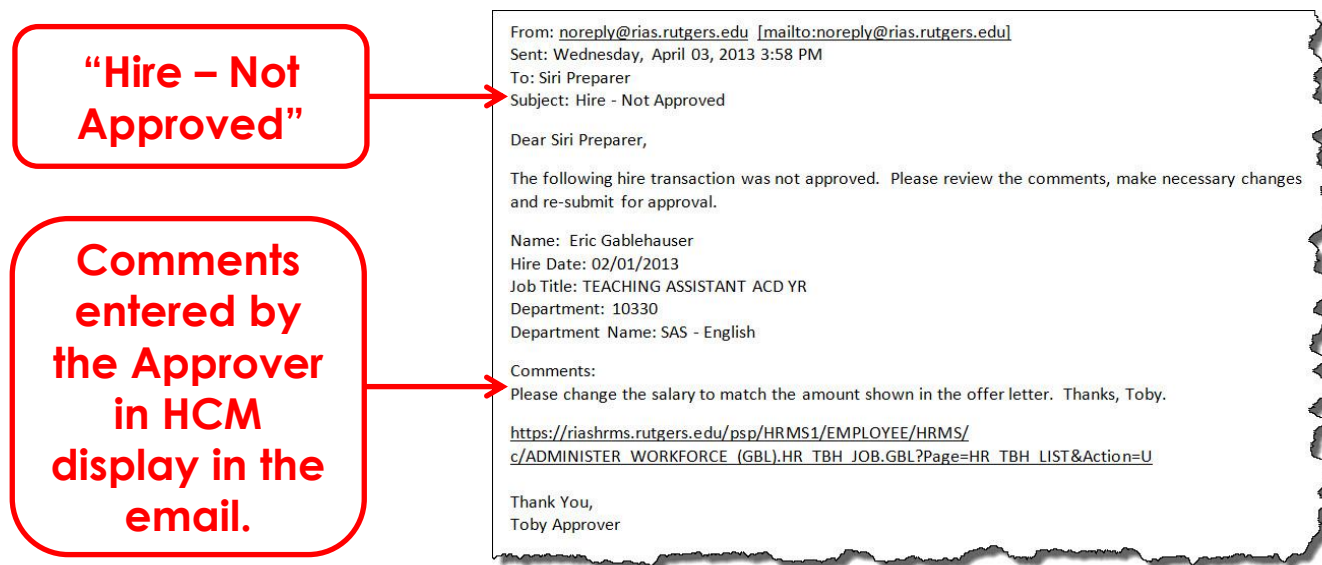 “Hire – Not
Approved”
Comments
entered by
the Approver
in HCM
display in the
email.
From: noreply@rias.rutgers.edu [mailto:noreply@rias.rutgers.edu]
Sent: Wednesday, April 03, 2013 3:58 PM
To: Siri Preparer
Subject: Hire - Not Approved
Dear Siri Preparer,
The following hire transaction was not approved. Please review the comments, make necessary changes
and re-submit for approval.
Name: Eric Gablehauser
Hire Date: 02/01/2013
Job Title: TEACHING ASSISTANT ACD YR
Department: 10330
Department Name: SAS - English
Comments:
Please change the salary to match the amount shown in the offer letter. Thanks, Toby.
https://riashrms.rutgers.edu/psp/HRMS1/EMPLOYEE/HRMS/
c/ADMINISTER_WORKFORCE_(GBL).HR_TBH_JOB.GBL?Page=HR_TBH_LIST&Action=U
Thank You,
Toby Approver